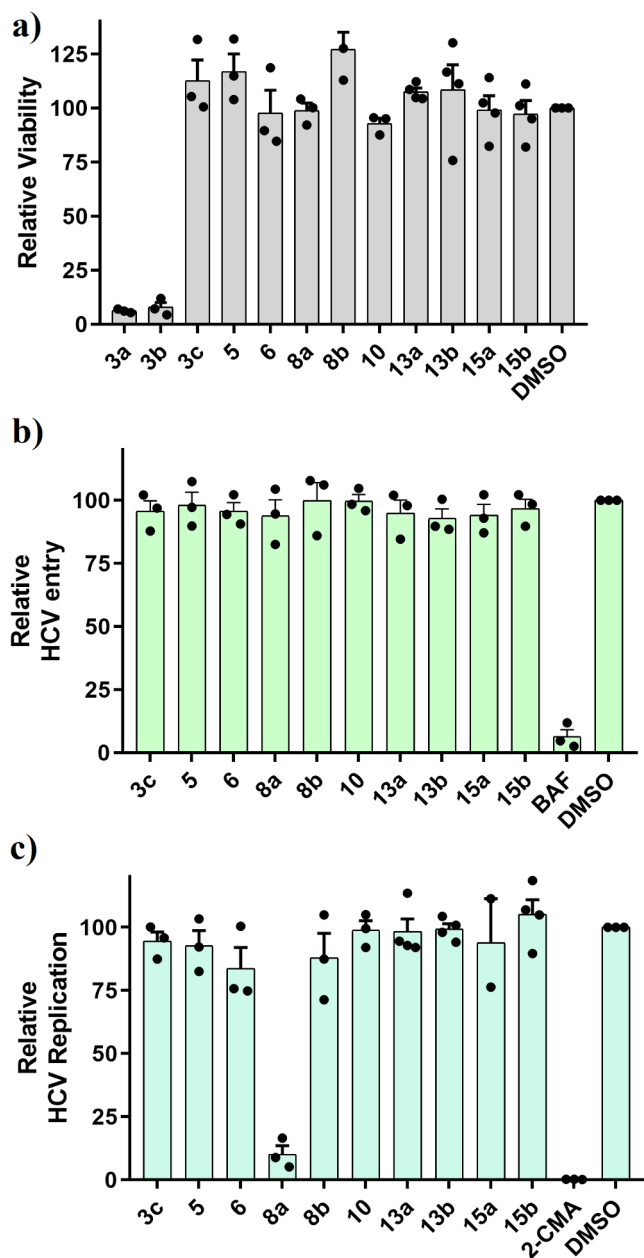 a)
Relative Viability
125
100
75
50
25
0
3a 3b 3c 5 6 8a 8b 10 13a 13b 15a 15b DMSO
b)
Relative
HCV entry
100
75
50
25
0
3c 5 6 8a 8b 10 13a 13b 15a 15b BAF DMSO
c)
Relative
HCV Replication
100
75
50
25
0
3c 5 6 8a 8b 10 13a 13b 15a 15b 2-CMA DMSO